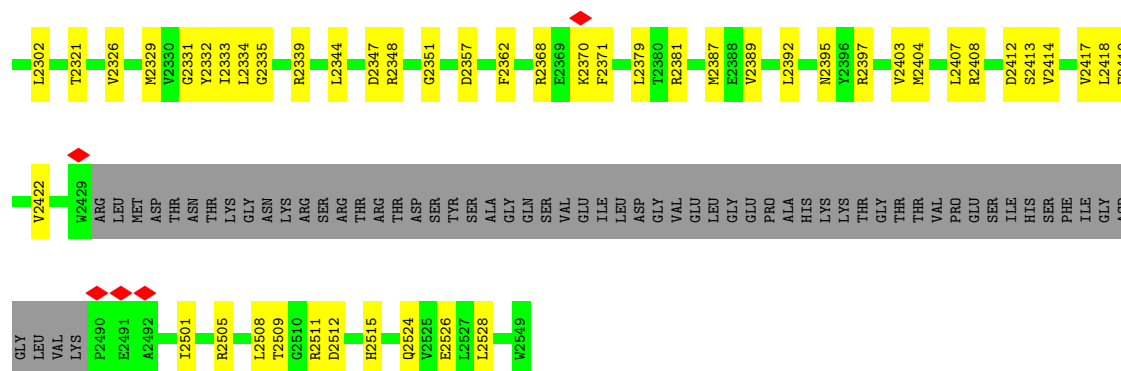 L2302 T2321 V2326 M2329 V2330 G2331 Y2332 I2333 L2334 G2335 R2339 L2344 D2347 R2348 G2351 D2357 F2362 R2368 E2369 K2370 F2371 L2379 T2380 R2381 M2387 E2388 V2389 L2392 N2395 Y2396 R2397 V2403 M2404 L2407 R2408 D2412 S2413 V2414 V2417 L2418
V2422 W2429 ARG LEU MET ASP THR ASN THR LYS GLY ASN LYS ARG SER ARG THR ARG THR ASP SER TYR SER ALA GLY GLN SER VAL GLU ILE LEU ASP GLY VAL GLU LEU GLY GLU PRO ALA HIS LYS LYS THR GLY THR THR VAL PRO GLU SER ILE HIS SER PHE ILE GLY
GLY LEU VAL LYS P2490 E2491 A2492 I2501 R2505 L2508 T2509 G2510 R2511 D2512 H2515 Q2524 V2525 E2526 L2527 L2528 W2549